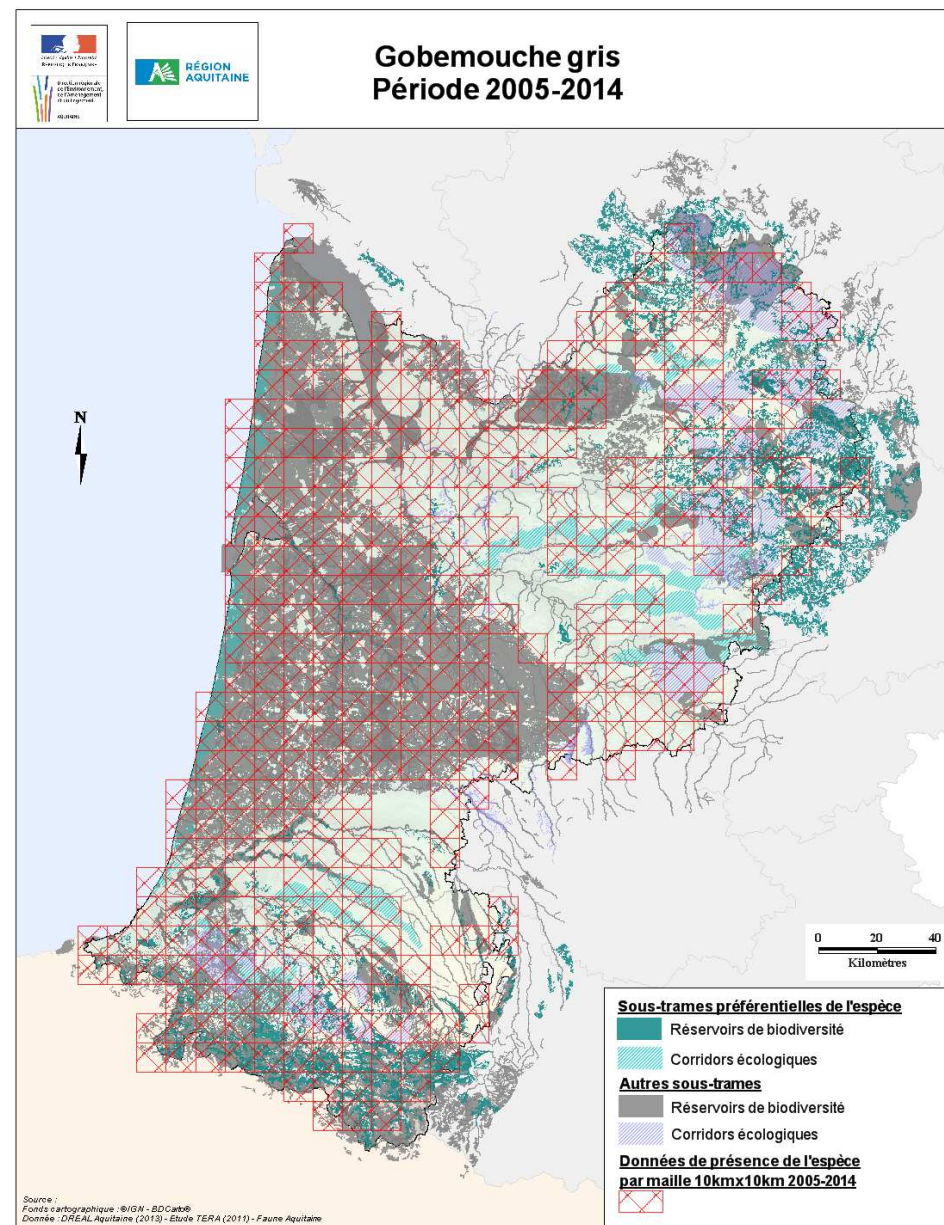 Gobemouche gris
Période 2005-2014
RÉGION
AQUITAINE
N
0 20 40
Kilomètres
Sous-trames préférentielles de l'espèce
Réservoirs de biodiversité
Corridors écologiques
Autres sous-trames
Réservoirs de biodiversité
Corridors écologiques
Données de présence de l'espèce
par maille 10kmx10km 2005-2014
Source :
Fonds cartographique : ©IGN - BDCarto®
Donnée : DREAL Aquitaine (2013) - Etude TERA (2011) - Faune Aquitaine